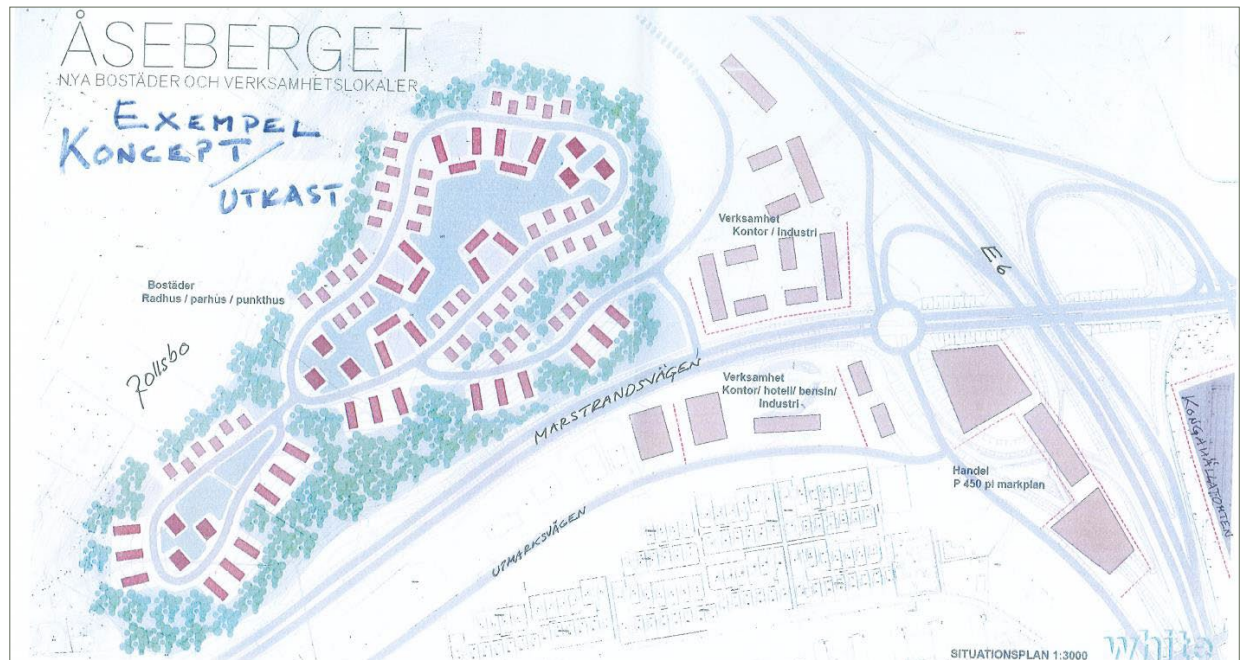 ÅSEBERGET
NYA BOSTÄDER OCH VERKSAMHETSLOKALER
EXEMPEL
KONCEPT/
UTKAST
Verksamhet
Kontor / Industri
E6
Bostäder
Radhus / parhus / punkthus
Rollsbo
MARSTRANDSVÄGEN
Verksamhet
Kontor/ hotell/ bensin/
Industri
KONGAHÄLLATOMTEN
Handel
P 450 pl markplan
UTMARKSVÄGEN
SITUATIONSPLAN 1:3000
white